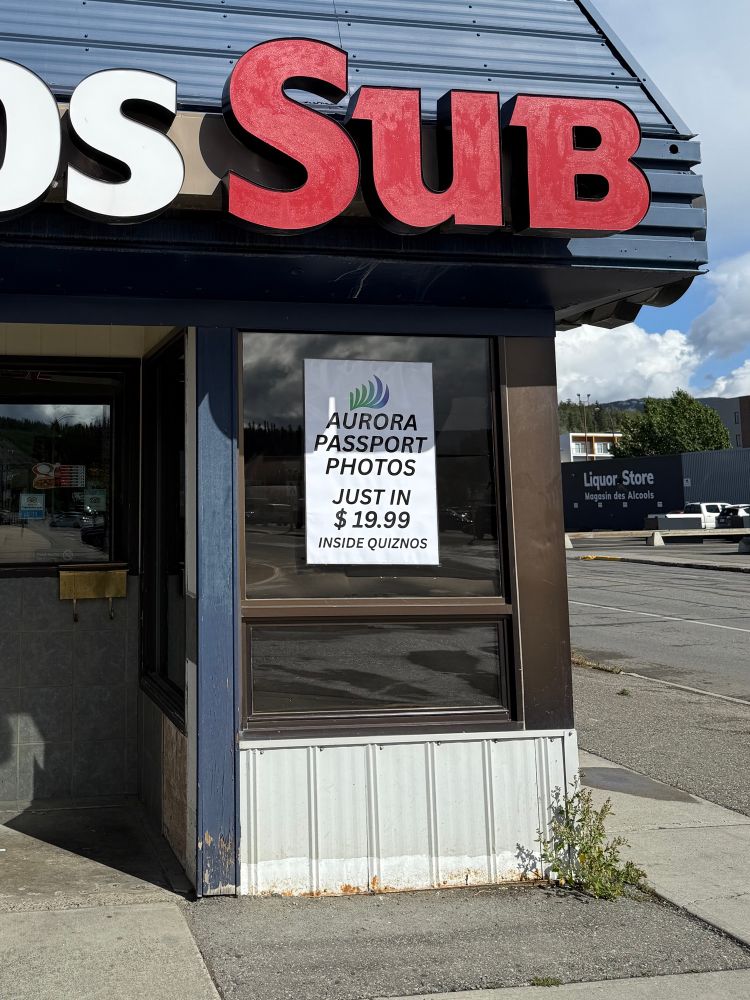 os SUB
AURORA
PASSPORT
PHOTOS
JUST IN
$ 19.99
INSIDE QUIZNOS
Liquor Store
Magasin des Alcools